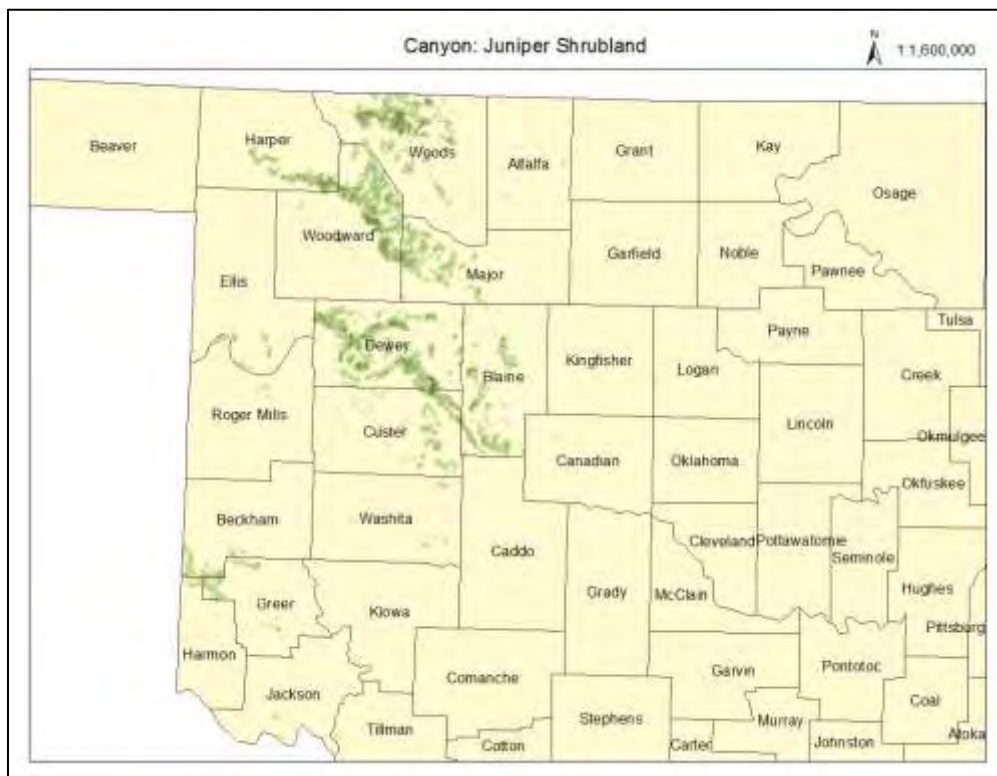 Canyon: Juniper Shrubland
N
1:1,600,000
Beaver
Harper
Woods
Alfalfa
Grant
Kay
Osage
Woodward
Major
Garfield
Noble
Pawnee
Ellis
Tulsa
Dewey
Blaine
Kingfisher
Logan
Payne
Creek
Roger Mills
Custer
Canadian
Oklahoma
Lincoln
Okmulgee
Okfuskee
Beckham
Washita
Caddo
Cleveland
Pottawatomie
Seminole
Greer
Kiowa
Grady
McClain
Hughes
Pittsburg
Harmon
Jackson
Comanche
Garvin
Pontotoc
Coal
Tillman
Cotton
Stephens
Carter
Murray
Johnston
Atoka